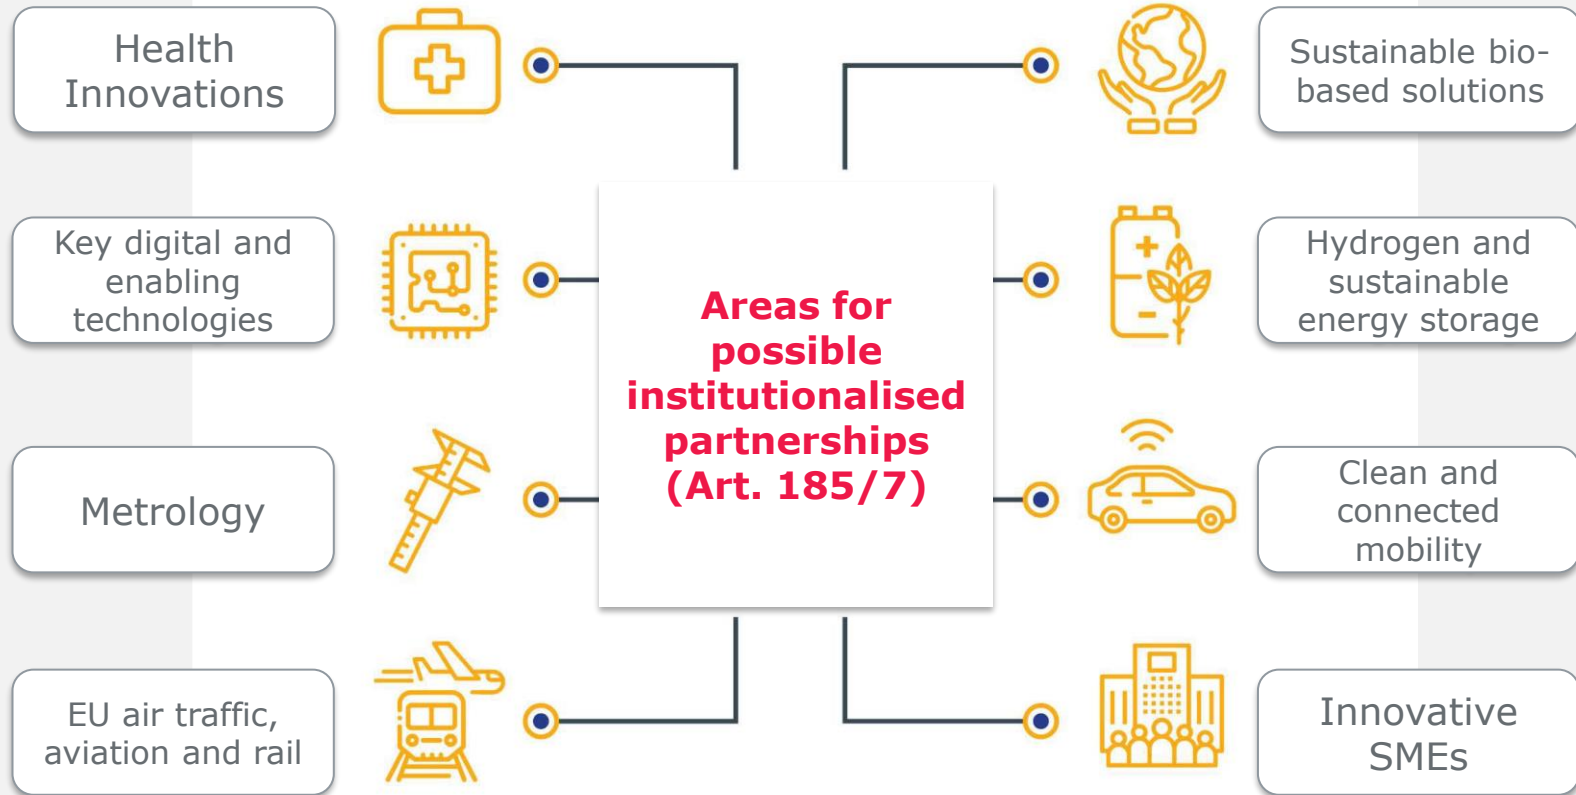 Health
Innovations
Key digital and
enabling
technologies
Metrology
EU air traffic,
aviation and rail
Areas for
possible
institutionalised
partnerships
(Art. 185/7)
Sustainable bio-
based solutions
Hydrogen and
sustainable
energy storage
Clean and
connected
mobility
Innovative
SMEs